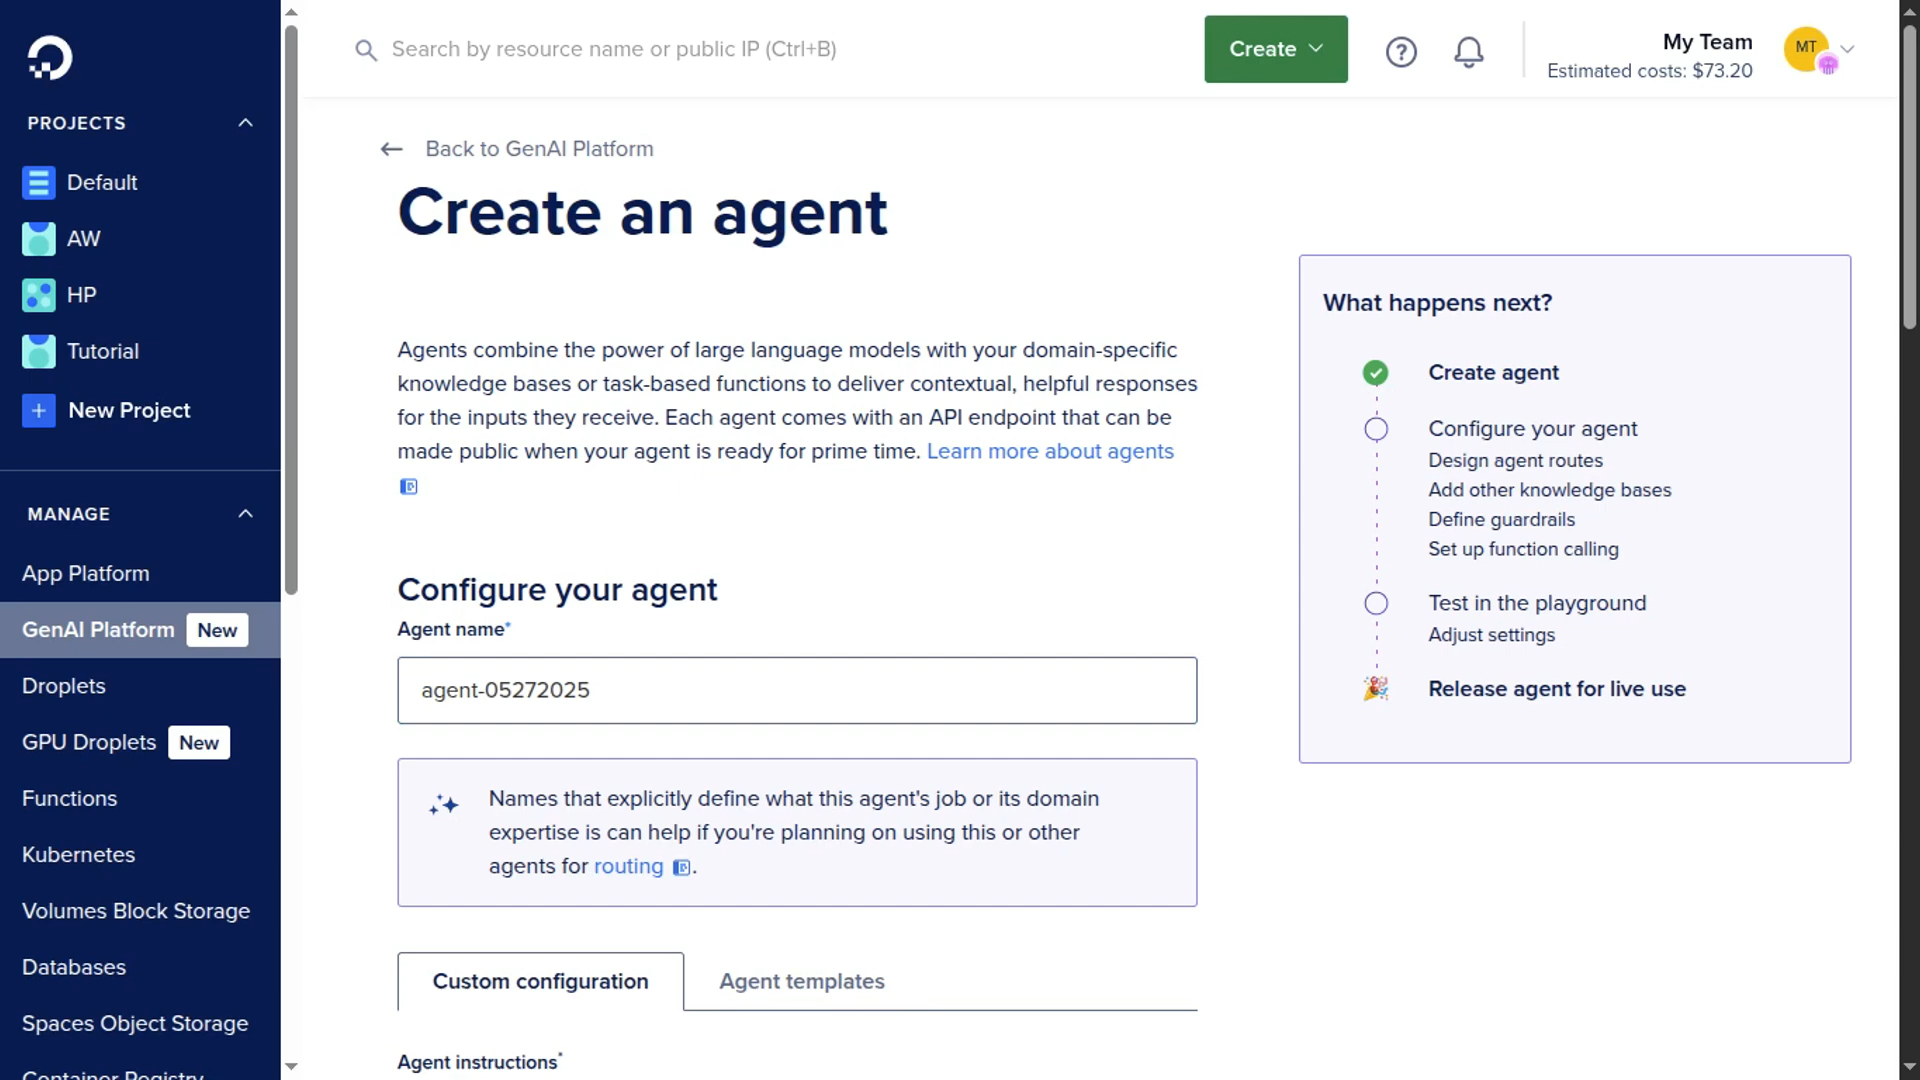 PROJECTS
Default
AW
HP
Tutorial
New Project
MANAGE
App Platform
GenAI Platform New
Droplets
GPU Droplets New
Functions
Kubernetes
Volumes Block Storage
Databases
Spaces Object Storage
Container Registry
Search by resource name or public IP (Ctrl+B)
Create
My Team
Estimated costs: $73.20
MT
Back to GenAI Platform
Create an agent
Agents combine the power of large language models with your domain-specific
knowledge bases or task-based functions to deliver contextual, helpful responses
for the inputs they receive. Each agent comes with an API endpoint that can be
made public when your agent is ready for prime time. Learn more about agents
Configure your agent
Agent name*
agent-05272025
Names that explicitly define what this agent's job or its domain
expertise is can help if you're planning on using this or other
agents for routing .
Custom configuration
Agent templates
Agent instructions*
What happens next?
Create agent
Configure your agent
Design agent routes
Add other knowledge bases
Define guardrails
Set up function calling
Test in the playground
Adjust settings
Release agent for live use